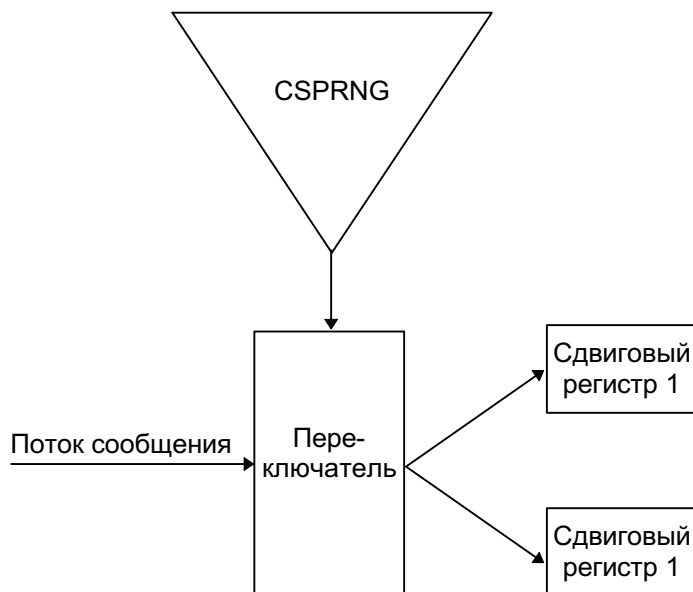 CSPRNG
Сдвиговый
регистр 1
Поток сообщения
Пере-
ключатель
Сдвиговый
регистр 1